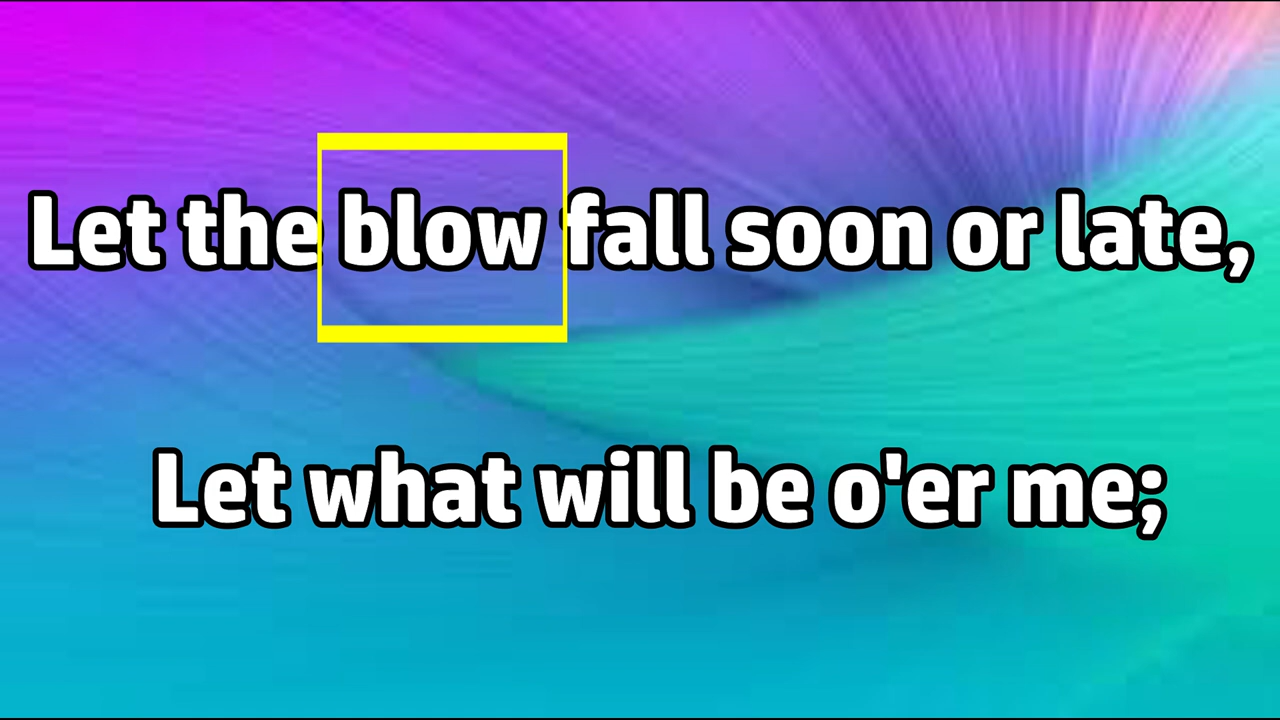 Let the blow fall soon or late,
Let what will be o'er me;